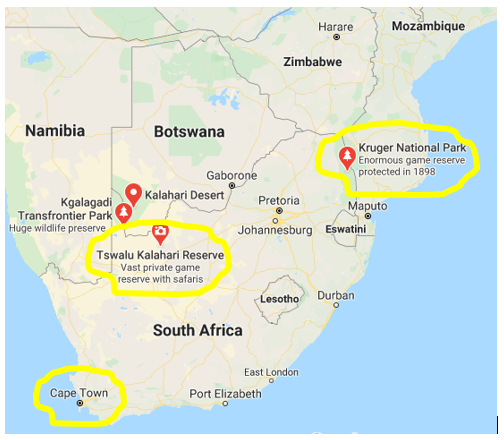 Harare
Mozambique
Zimbabwe
Namibia
Botswana
Kruger National Park
Enormous game reserve
protected in 1898
Gaborone
Kalahari Desert
Kgalagadi
Transfrontier Park
Huge wildlife preserve
Pretoria
Maputo
Johannesburg
Eswatini
Tswalu Kalahari Reserve
Vast private game
reserve with safaris
Lesotho
Durban
South Africa
East London
Cape Town
Port Elizabeth